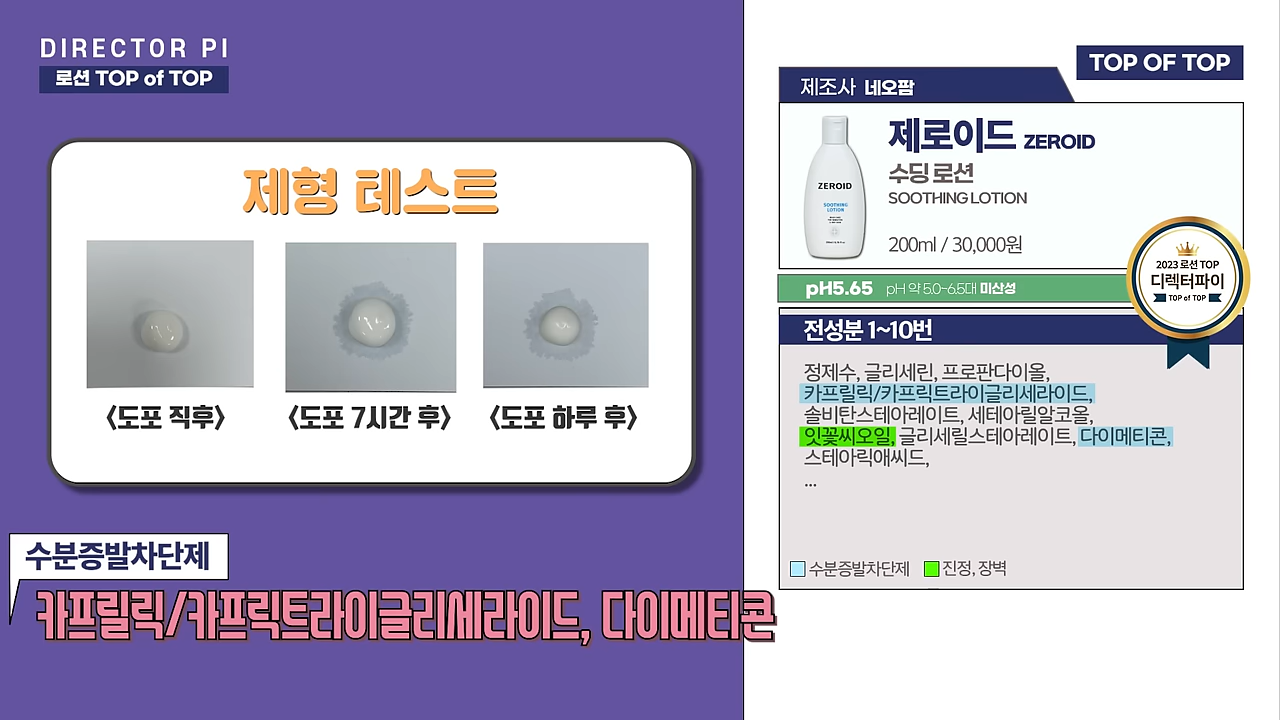 DIRECTOR PI
로션 TOP of TOP
제형 테스트
<도포 직후>
<도포 7시간 후>
<도포 하루 후>
수분증발차단제
카프릴릭/카프릭트라이글리세라이드, 다이메티콘
TOP OF TOP
제조사 네오팜
제로이드 ZEROID
수딩 로션
SOOTHING LOTION
200ml / 30,000원
ZEROID
SOOTHING
LOTION
pH5.65 pH 약 5.0~6.5대 미산성
2023 로션 TOP
디렉터파이
TOP of TOP
전성분 1~10번
정제수, 글리세린, 프로판다이올,
카프릴릭/카프릭트라이글리세라이드,
솔비탄스테아레이트, 세테아릴알코올,
잇꽃씨오일, 글리세릴스테아레이트, 다이메티콘,
스테아릭애씨드,
...
수분증발차단제 진정, 장벽